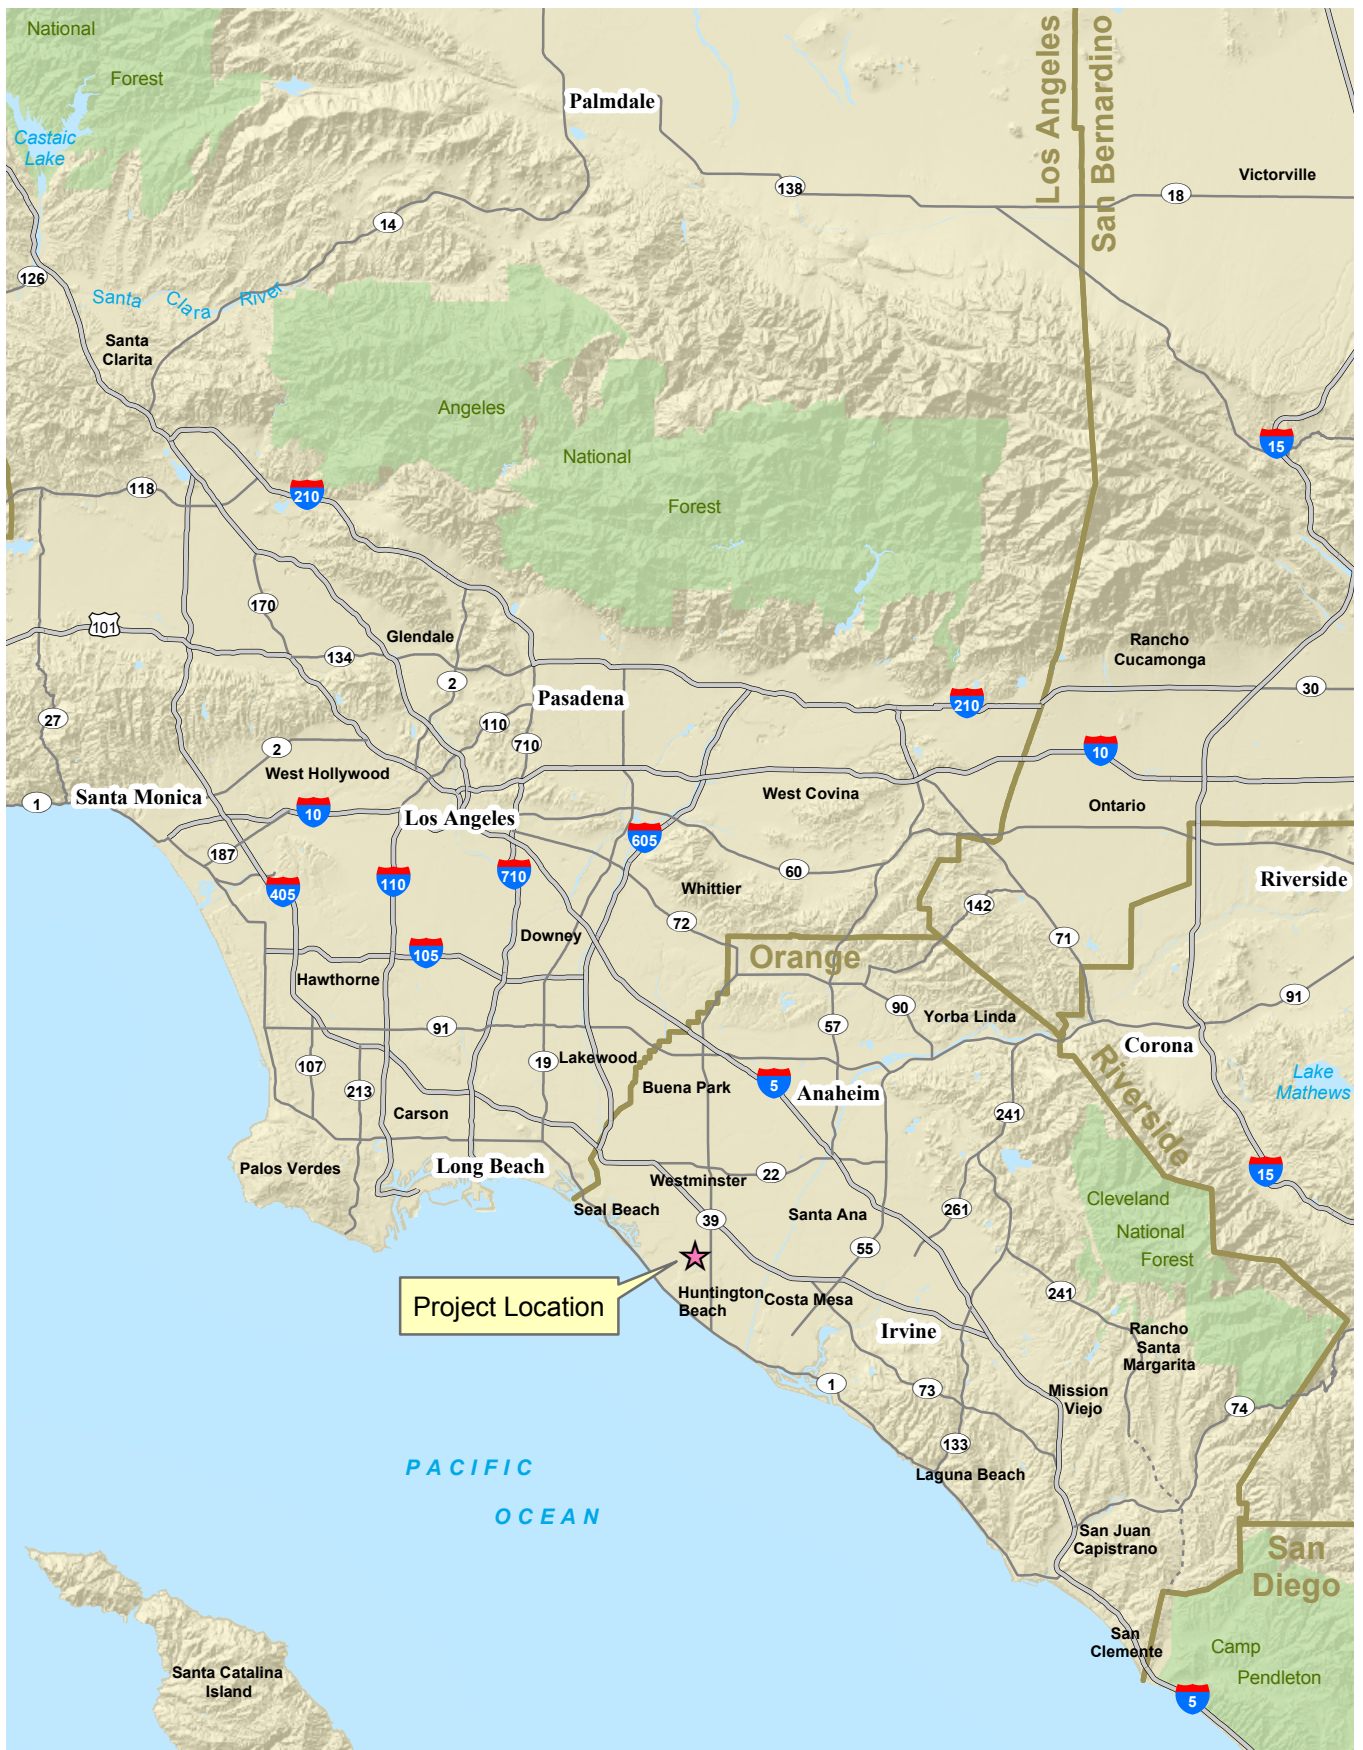 National
Forest
Castaic
Lake
Palmdale
Los Angeles
San Bernardino
Victorville
138
18
14
126
Santa Clara River
Santa
Clarita
Angeles
National
Forest
15
118
210
170
101
134
Glendale
2
Rancho
Cucamonga
30
210
27
Pasadena
110
710
2
10
West Hollywood
Santa Monica
1
10
Los Angeles
West Covina
Ontario
605
187
60
Riverside
405
110
710
Whittier
142
72
71
Downey
105
Orange
Hawthorne
91
90
Yorba Linda
91
57
Corona
19
Lakewood
107
213
Buena Park
5
Anaheim
Riverside
Lake
Mathews
241
Carson
Palos Verdes
Long Beach
22
15
Westminster
Seal Beach
39
Santa Ana
261
55
Cleveland
National
Forest
Project Location
Huntington
Beach
Costa Mesa
241
Irvine
Rancho
Santa
Margarita
1
73
Mission
Viejo
74
133
Laguna Beach
PACIFIC
OCEAN
San Juan
Capistrano
San
Diego
San
Clemente
Camp
Pendleton
Santa Catalina
Island
5